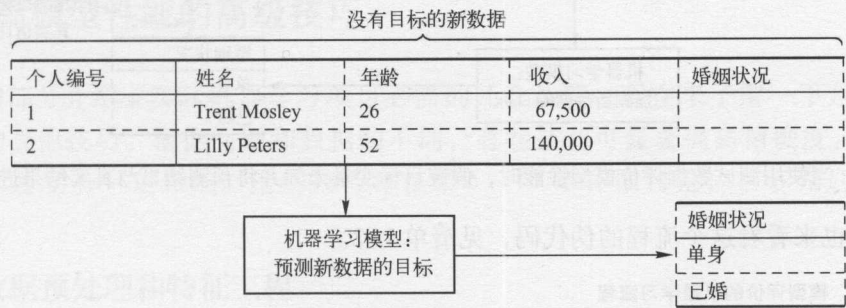 没有目标的新数据
个人编号 姓名 年龄 收入 婚姻状况
1 Trent Mosley 26 67,500
2 Lilly Peters 52 140,000
机器学习模型：
预测新数据的目标
婚姻状况
单身
已婚